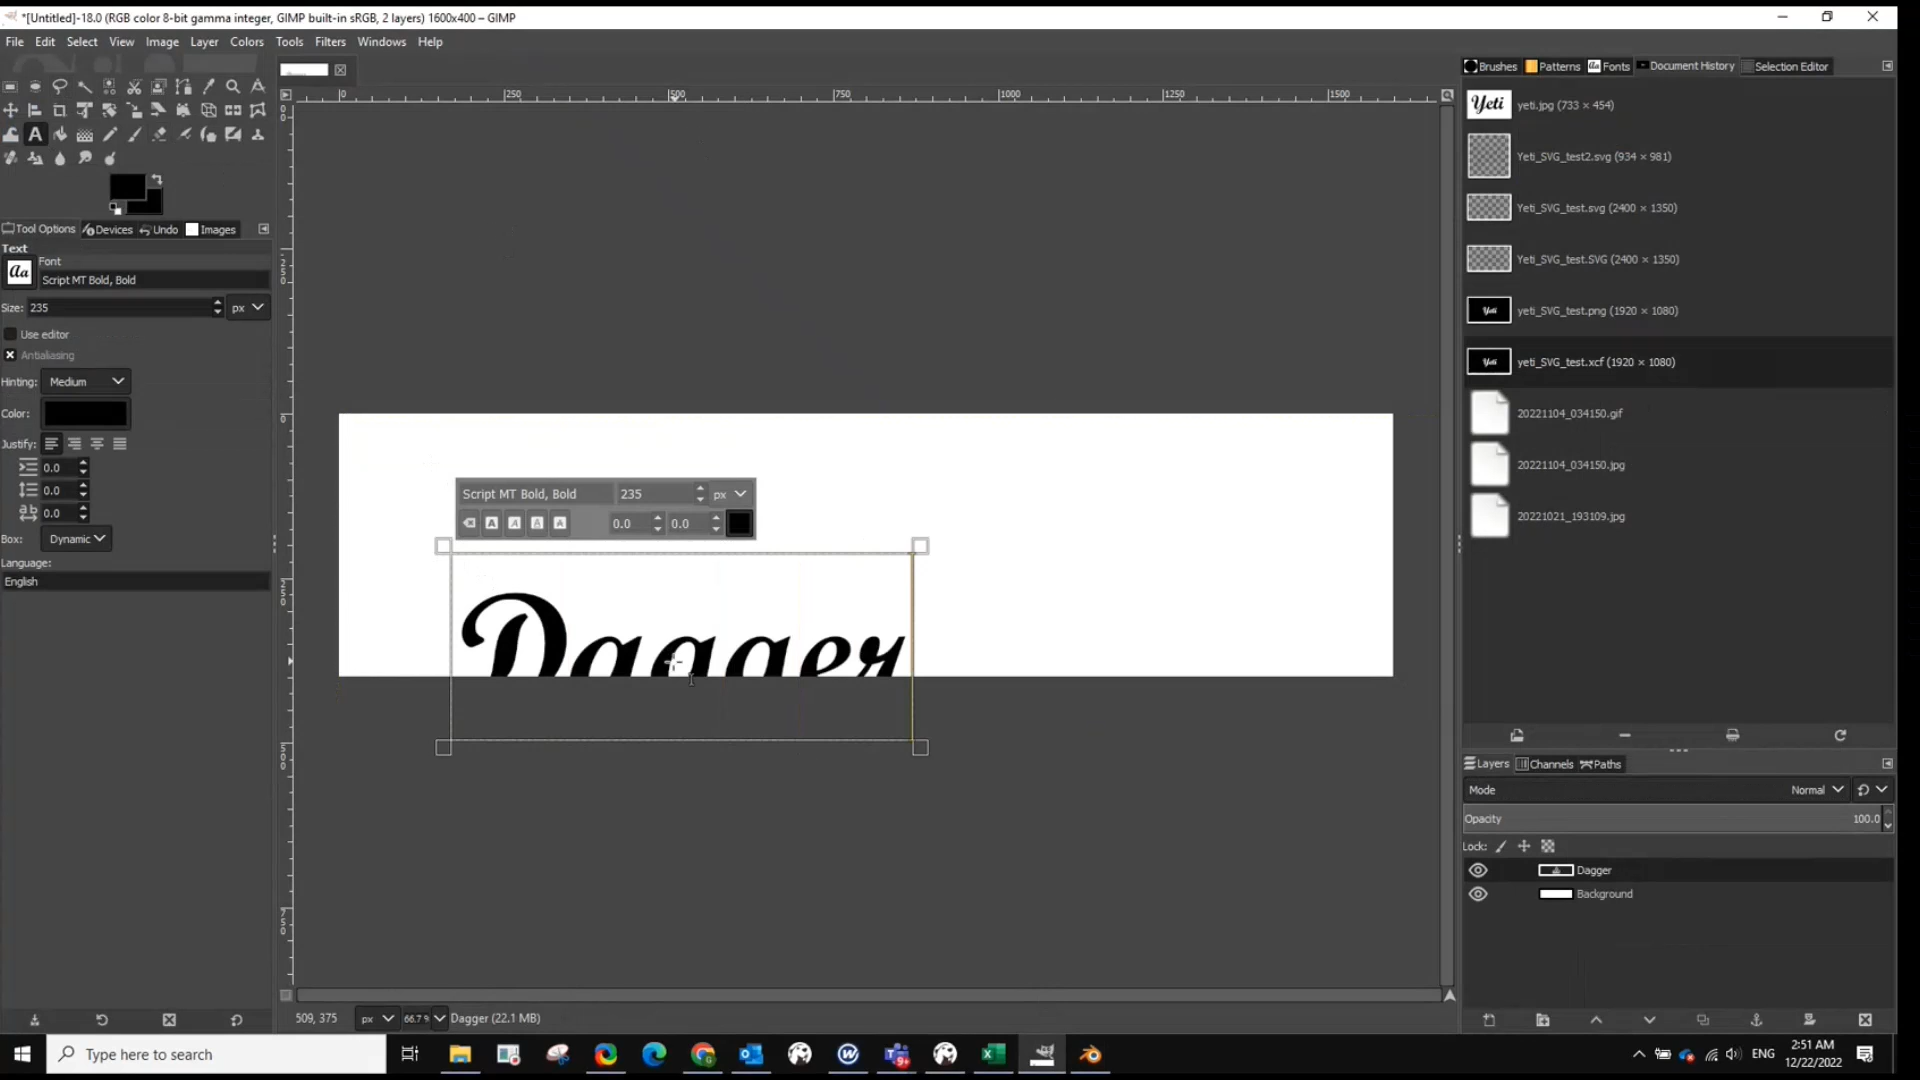 *[Untitled]-18.0 (RGB color 8-bit gamma integer, GIMP built-in sRGB, 2 layers) 1600x400 – GIMP
File Edit Select View Image Layer Colors Tools Filters Windows Help
Brushes Patterns Fonts Document History Selection Editor
0 250 500 750 1000 1250 1500
yeti.jpg (733 × 454)
Yeti_SVG_test2.svg (934 × 981)
Yeti_SVG_test.svg (2400 × 1350)
Yeti_SVG_test.SVG (2400 × 1350)
yeti_SVG_test.png (1920 × 1080)
yeti_SVG_test.xcf (1920 × 1080)
20221104_034150.gif
20221104_034150.jpg
20221021_193109.jpg
Tool Options Devices Undo Images
Text
Aa
Font
Script MT Bold, Bold
Size: 235 px
Use editor
Antialiasing
Hinting: Medium
Color:
Justify:
0.0
0.0
0.0
Box: Dynamic
Language:
English
Script MT Bold, Bold 235 px
0.0 0.0
Dagger
Layers Channels Paths
Mode Normal
Opacity 100.0
Lock:
Dagger
Background
509, 375 px 66.7 Dagger (22.1 MB)
Type here to search
ENG
2:51 AM
12/22/2022